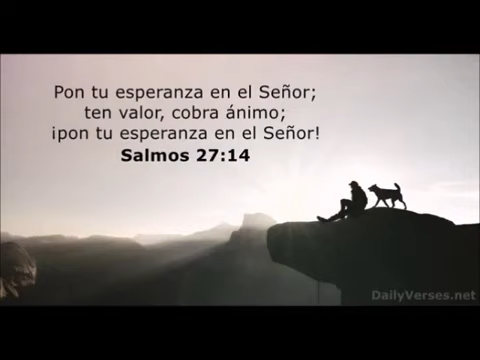 Pon tu esperanza en el Señor;
ten valor, cobra ánimo;
¡pon tu esperanza en el Señor!
Salmos 27:14
DailyVerses.net